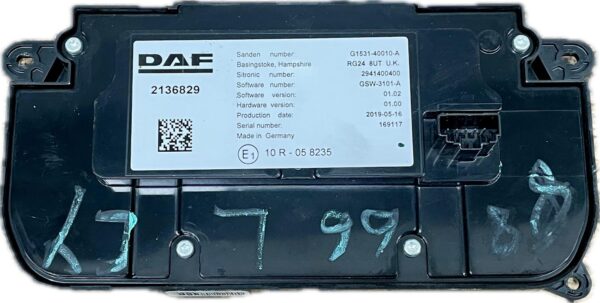 DAF
2136829
Sanden number: G1531-40010-A
Basingstoke, Hampshire RG24 8UT U.K.
Sitronic number: 2941400400
Software number: GSW-3101-A
Software version: 01.02
Hardware version: 01.00
Production date: 2019-05-16
Serial number: 169117
Made in Germany
E1 10 R - 05 8235